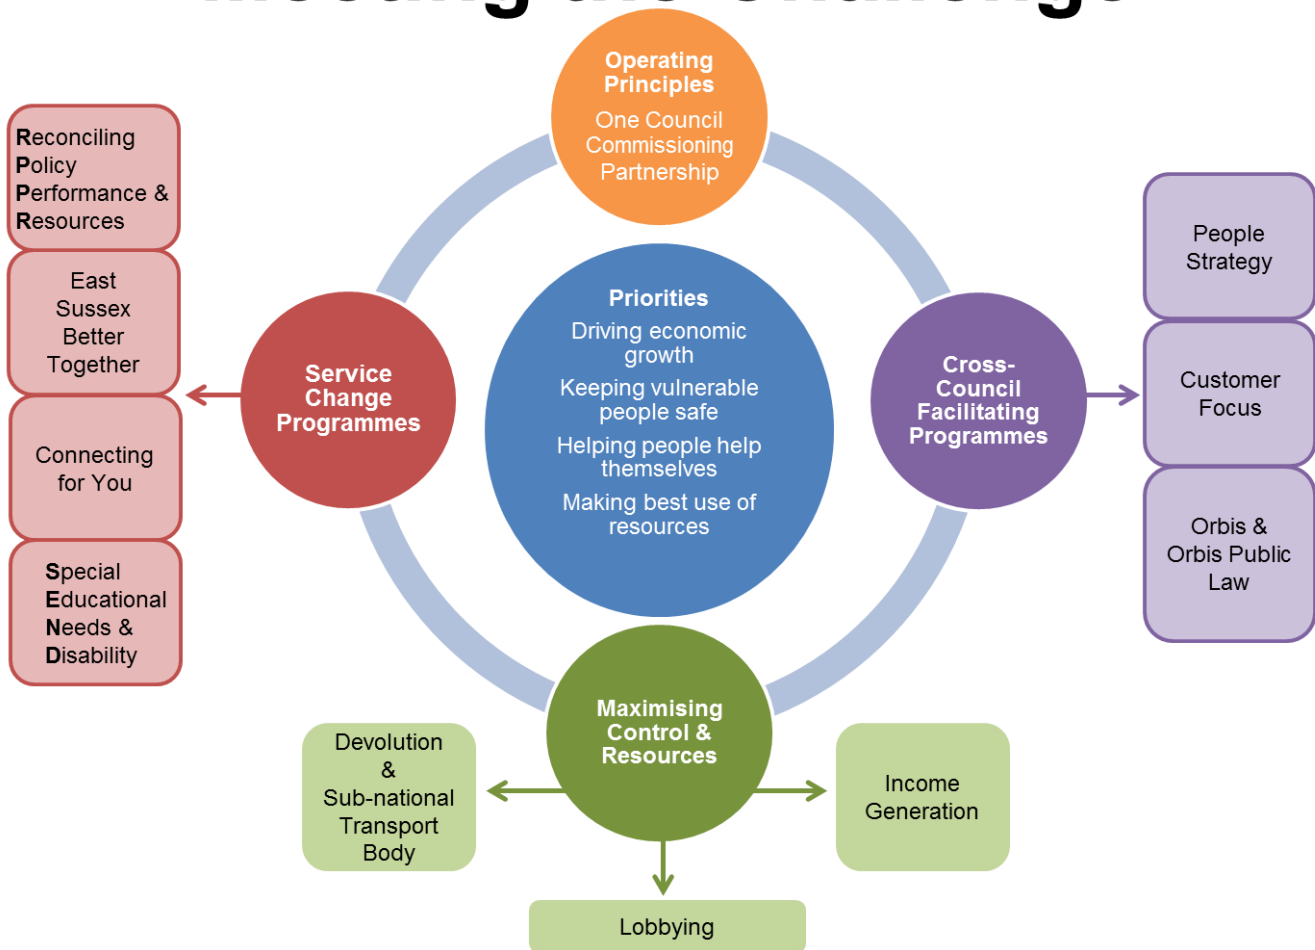 Meeting the Challenge
Operating
Principles
One Council
Commissioning
Partnership
Reconciling
Policy
Performance &
Resources
East
Sussex
Better
Together
Connecting
for You
Special
Educational
Needs &
Disability
Service
Change
Programmes
Priorities
Driving economic
growth
Keeping vulnerable
people safe
Helping people help
themselves
Making best use of
resources
Cross-
Council
Facilitating
Programmes
People
Strategy
Customer
Focus
Orbis &
Orbis Public
Law
Maximising
Control &
Resources
Devolution
&
Sub-national
Transport
Body
Income
Generation
Lobbying